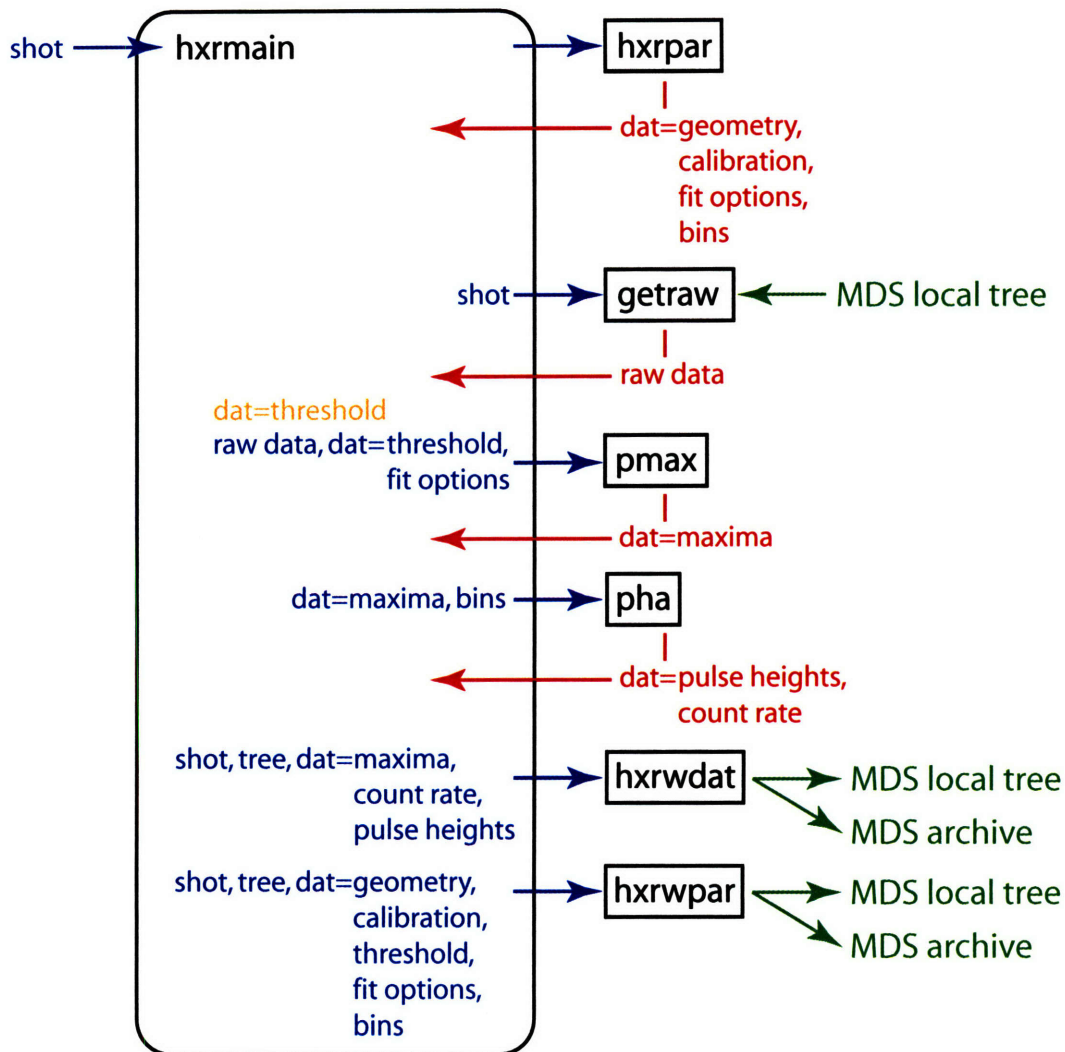 shot
hxrmain
hxrpar
dat=geometry,
calibration,
fit options,
bins
shot
getraw
MDS local tree
raw data
dat=threshold
raw data, dat=threshold,
fit options
pmax
dat=maxima
dat=maxima, bins
pha
dat=pulse heights,
count rate
shot, tree, dat=maxima,
count rate,
pulse heights
hxrwdat
MDS local tree
MDS archive
shot, tree, dat=geometry,
calibration,
threshold,
fit options,
bins
hxrwpar
MDS local tree
MDS archive